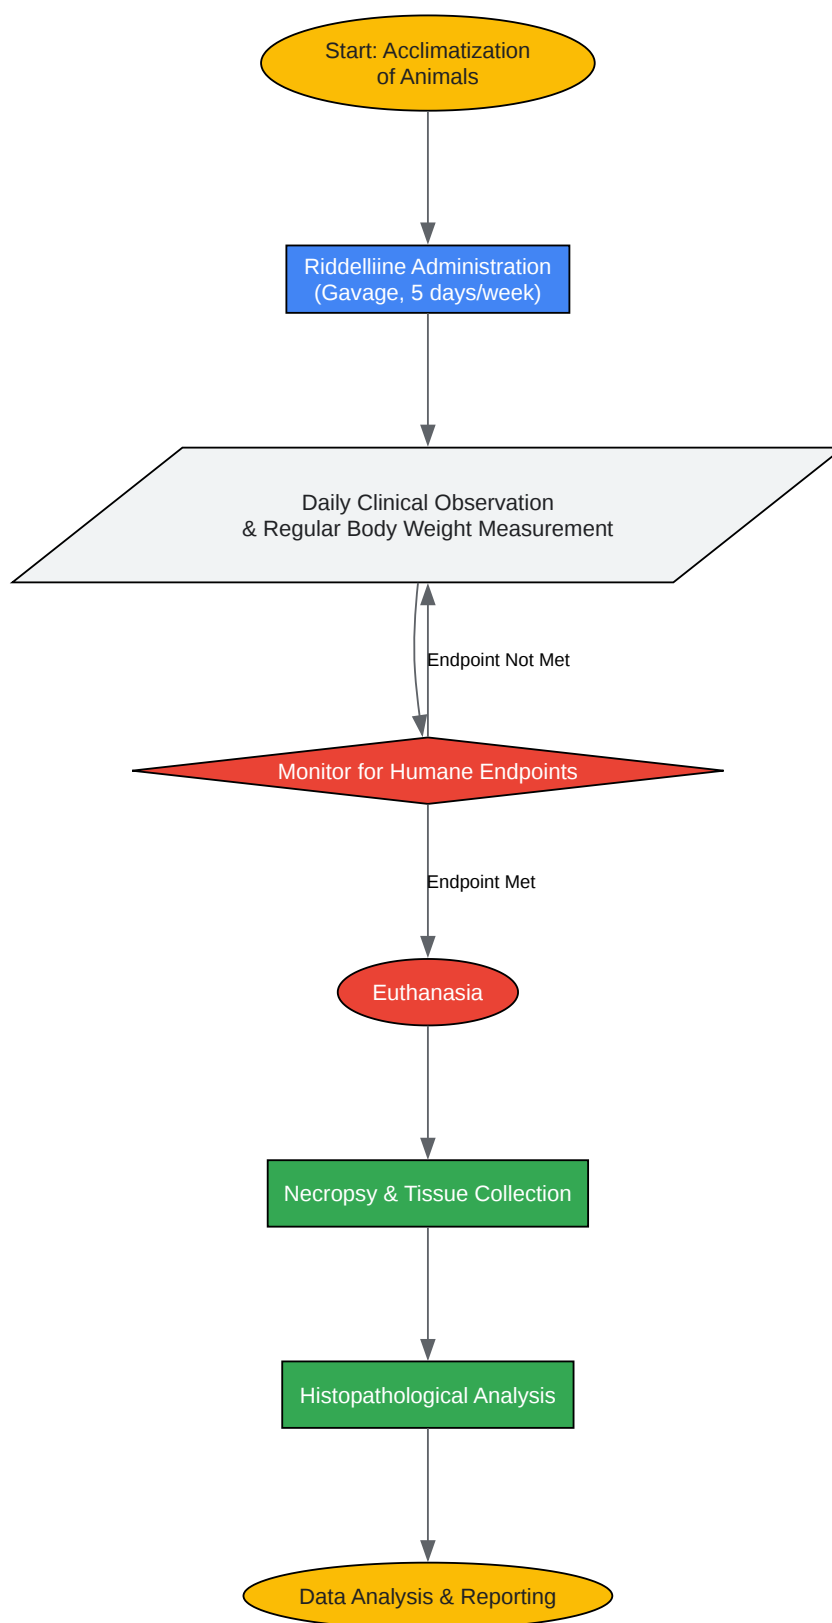 Start: Acclimatization
of Animals
Riddelliine Administration
(Gavage, 5 days/week)
Daily Clinical Observation
& Regular Body Weight Measurement
Endpoint Not Met
Monitor for Humane Endpoints
Endpoint Met
Euthanasia
Necropsy & Tissue Collection
Histopathological Analysis
Data Analysis & Reporting